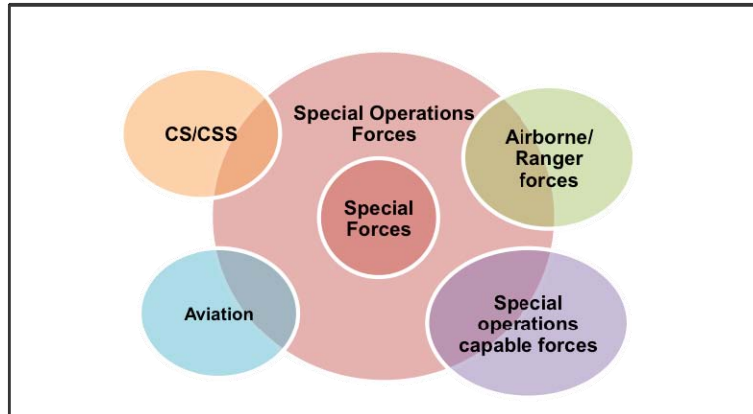 CS/CSS
Special Operations
Forces
Airborne/
Ranger
forces
Special
Forces
Aviation
Special
operations
capable forces